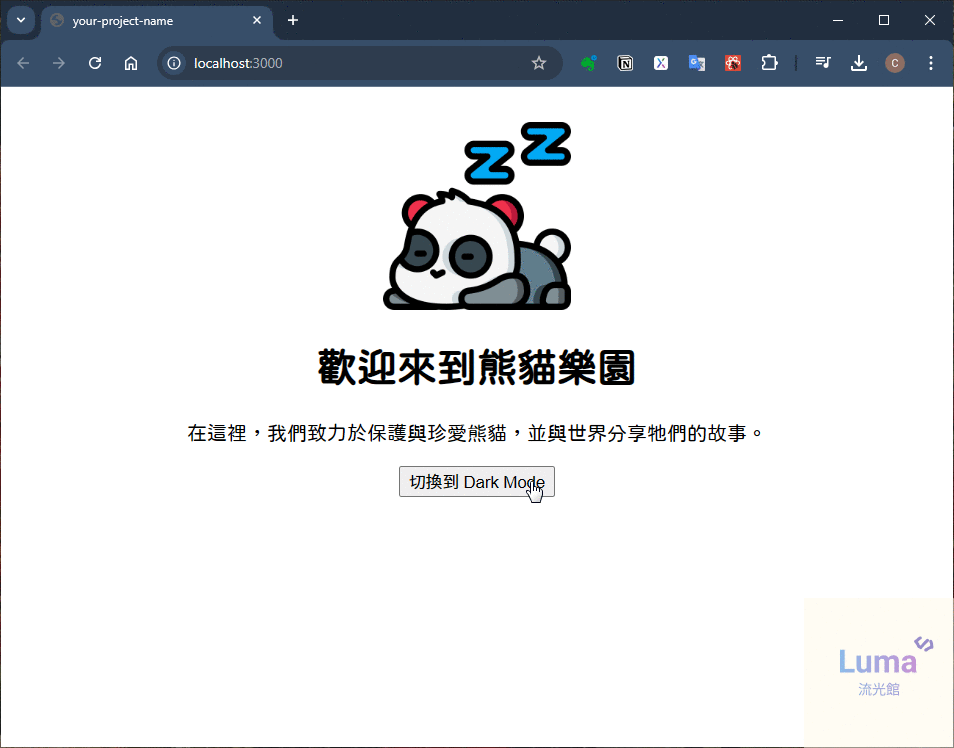 your-project-name
localhost:3000
Z Z
歡迎來到熊貓樂園
在這裡，我們致力於保護與珍愛熊貓，並與世界分享牠們的故事。
切換到 Dark Mode
Luma S
流光館